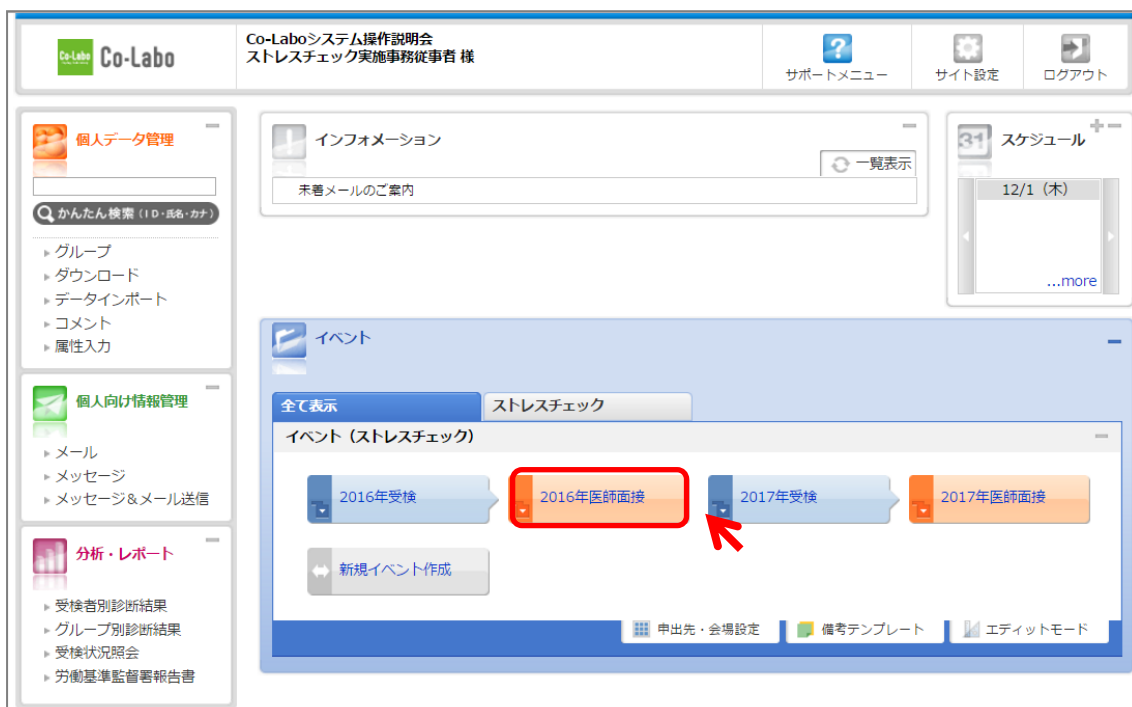 Co-Labo Co-Labo
Co-Laboシステム操作説明会
ストレスチェック実施事務従事者 様
サポートメニュー
サイト設定
ログアウト
個人データ管理
かんたん検索(ID・氏名・カナ)
グループ
ダウンロード
データインポート
コメント
属性入力
個人向け情報管理
メール
メッセージ
メッセージ&メール送信
分析・レポート
受検者別診断結果
グループ別診断結果
受検状況照会
労働基準監督署報告書
インフォメーション
一覧表示
未着メールのご案内
31 スケジュール
12/1(木)
...more
イベント
全て表示
ストレスチェック
イベント(ストレスチェック)
2016年受検
2016年医師面接
2017年受検
2017年医師面接
新規イベント作成
申出先・会場設定
備考テンプレート
エディットモード